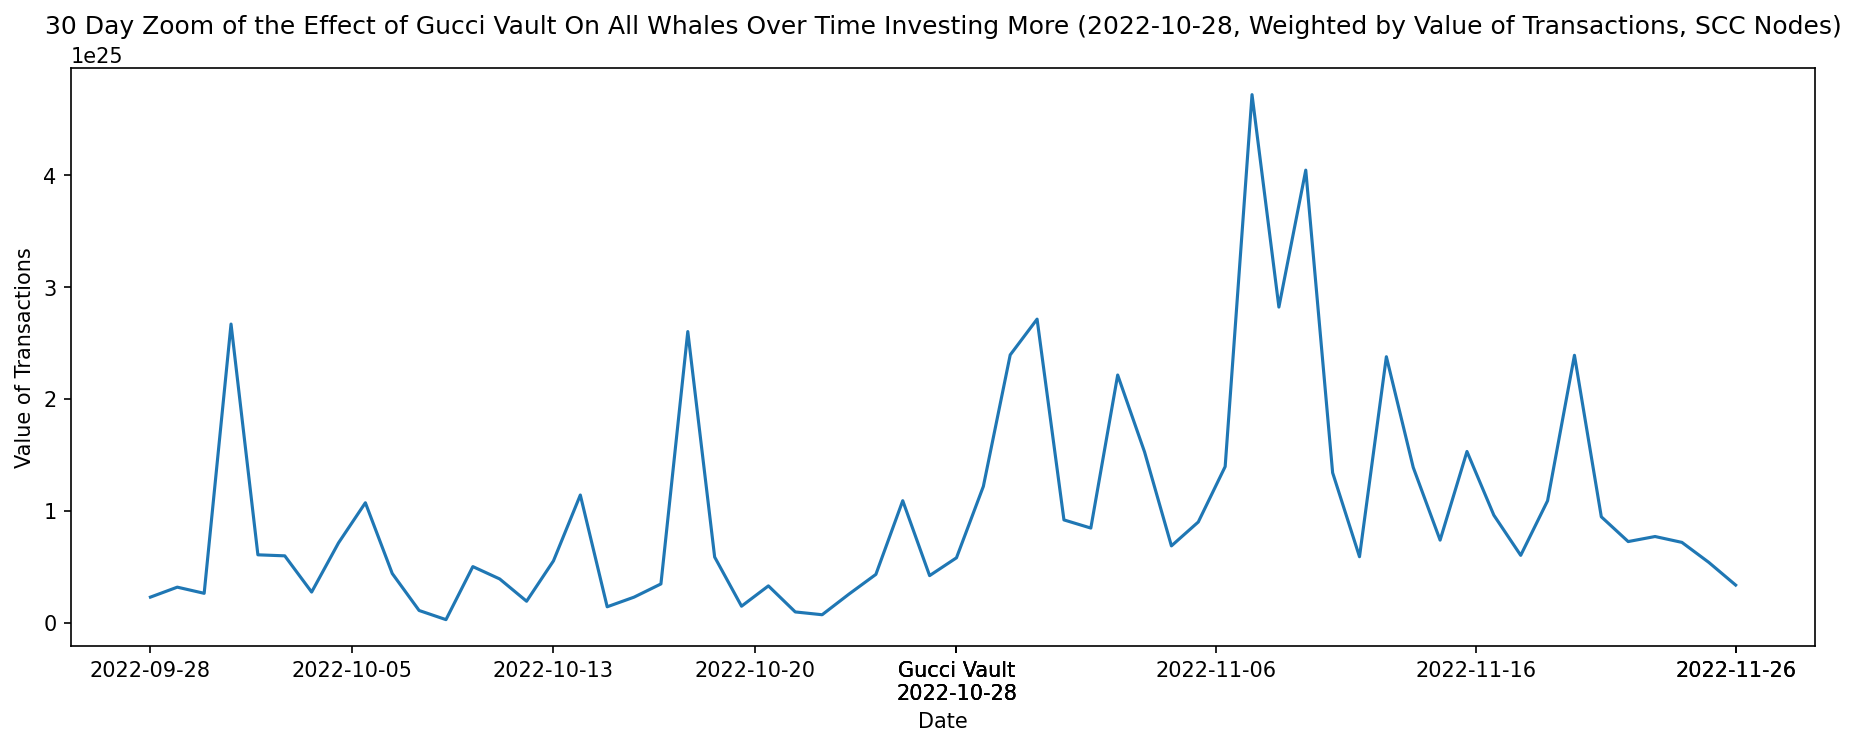 30 Day Zoom of the Effect of Gucci Vault On All Whales Over Time Investing More (2022-10-28, Weighted by Value of Transactions, SCC Nodes)
1e25
4
3
2
1
0
Value of Transactions
2022-09-28 2022-10-05 2022-10-13 2022-10-20 Gucci Vault 2022-11-06 2022-11-16 2022-11-26
2022-10-28
Date